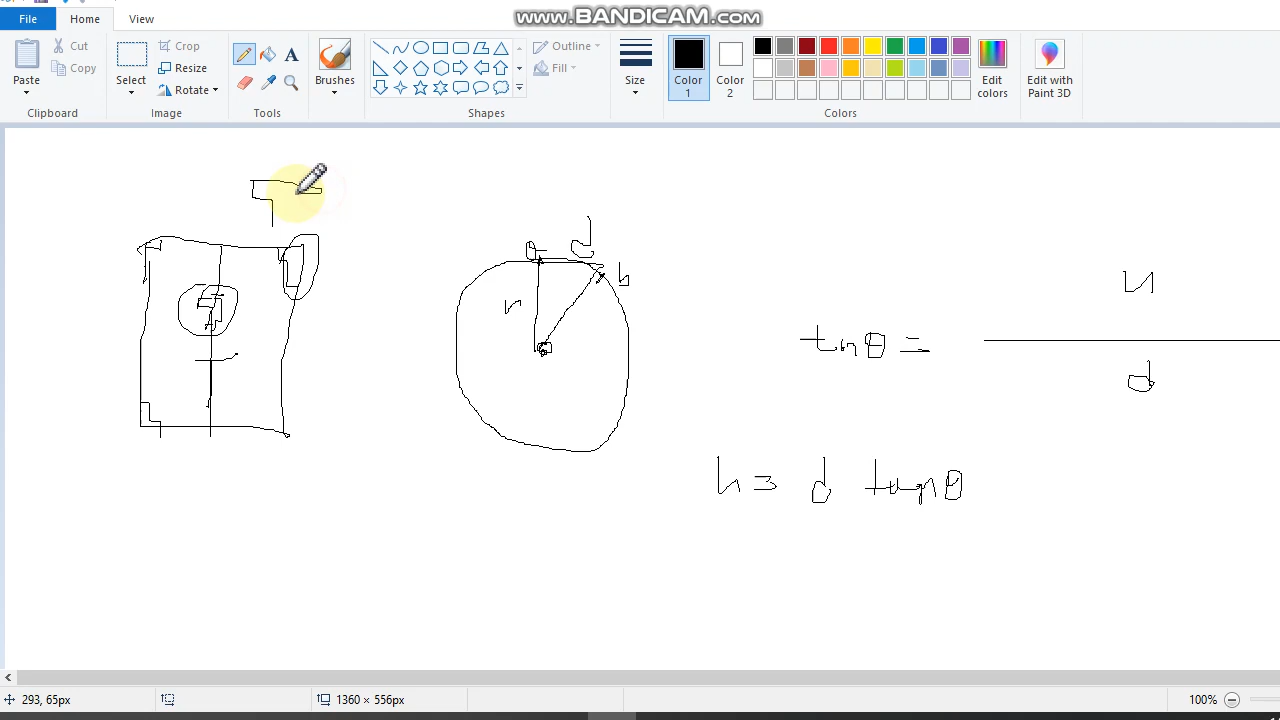 www.BANDICAM.com
File
Home
View
Paste
Cut
Copy
Clipboard
Select
Crop
Resize
Rotate
Image
A
Tools
Brushes
Shapes
Outline
Fill
Size
Color 1
Color 2
Edit colors
Edit with Paint 3D
Colors
d
b
r
tnθ =
d
h = d tanθ
293, 65px
1360 × 556px
100%